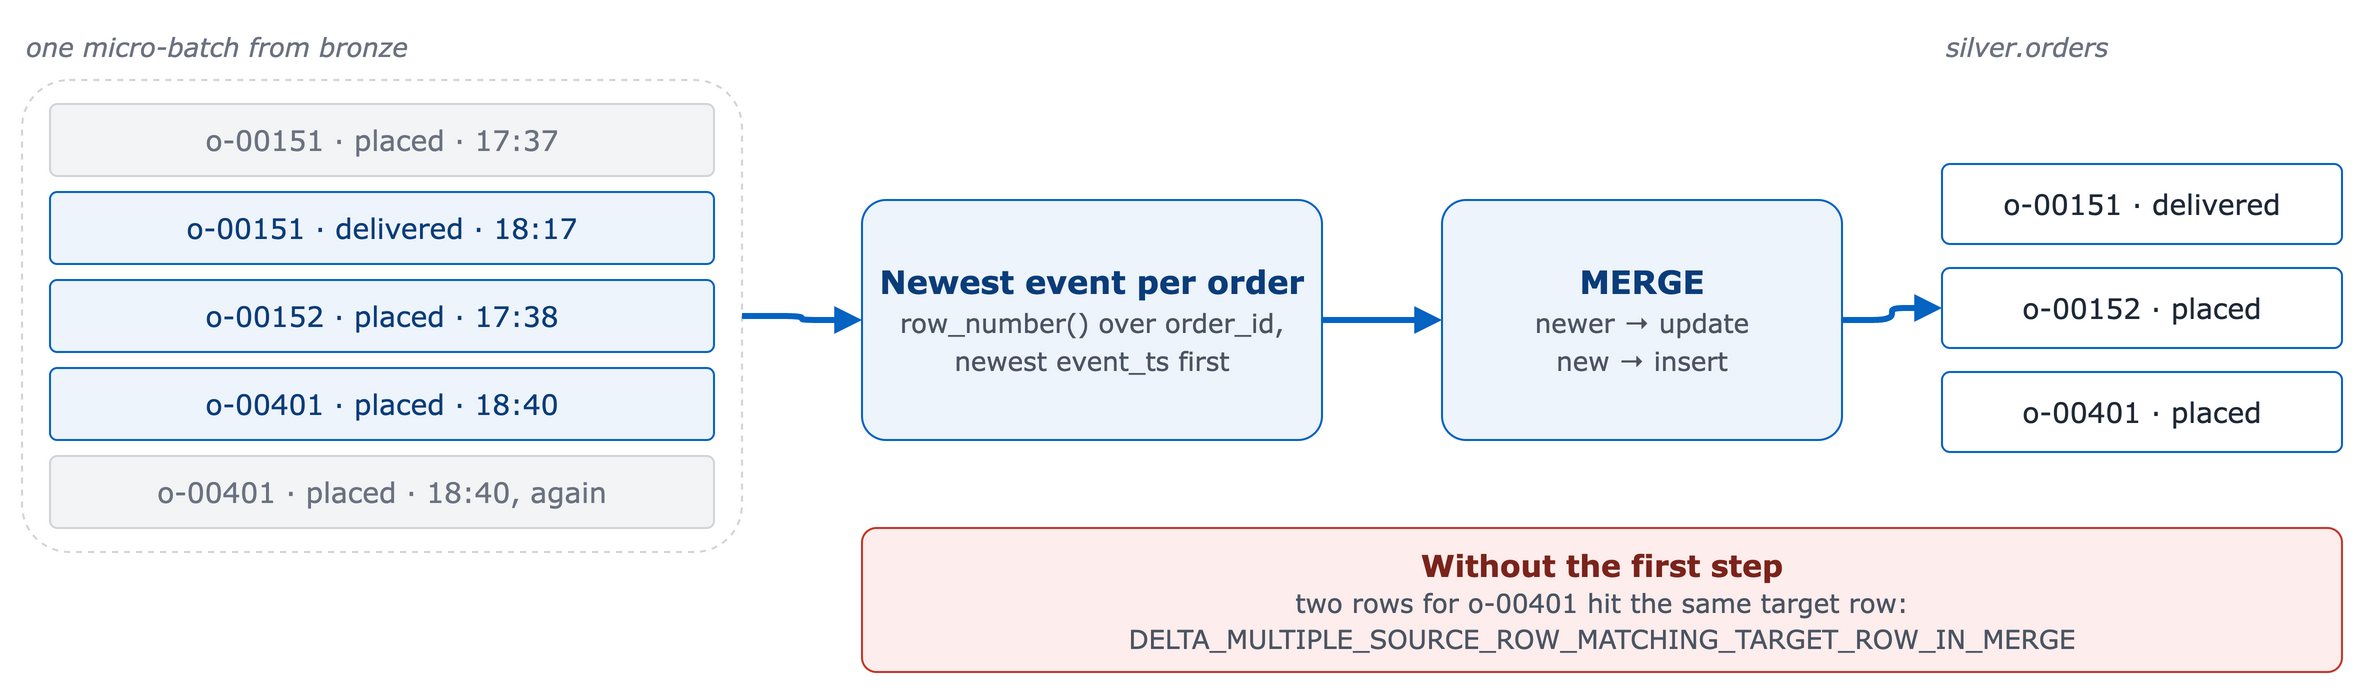 one micro-batch from bronze
o-00151 · placed · 17:37
o-00151 · delivered · 18:17
o-00152 · placed · 17:38
o-00401 · placed · 18:40
o-00401 · placed · 18:40, again
Newest event per order
row_number() over order_id,
newest event_ts first
MERGE
newer → update
new → insert
silver.orders
o-00151 · delivered
o-00152 · placed
o-00401 · placed
Without the first step
two rows for o-00401 hit the same target row:
DELTA_MULTIPLE_SOURCE_ROW_MATCHING_TARGET_ROW_IN_MERGE